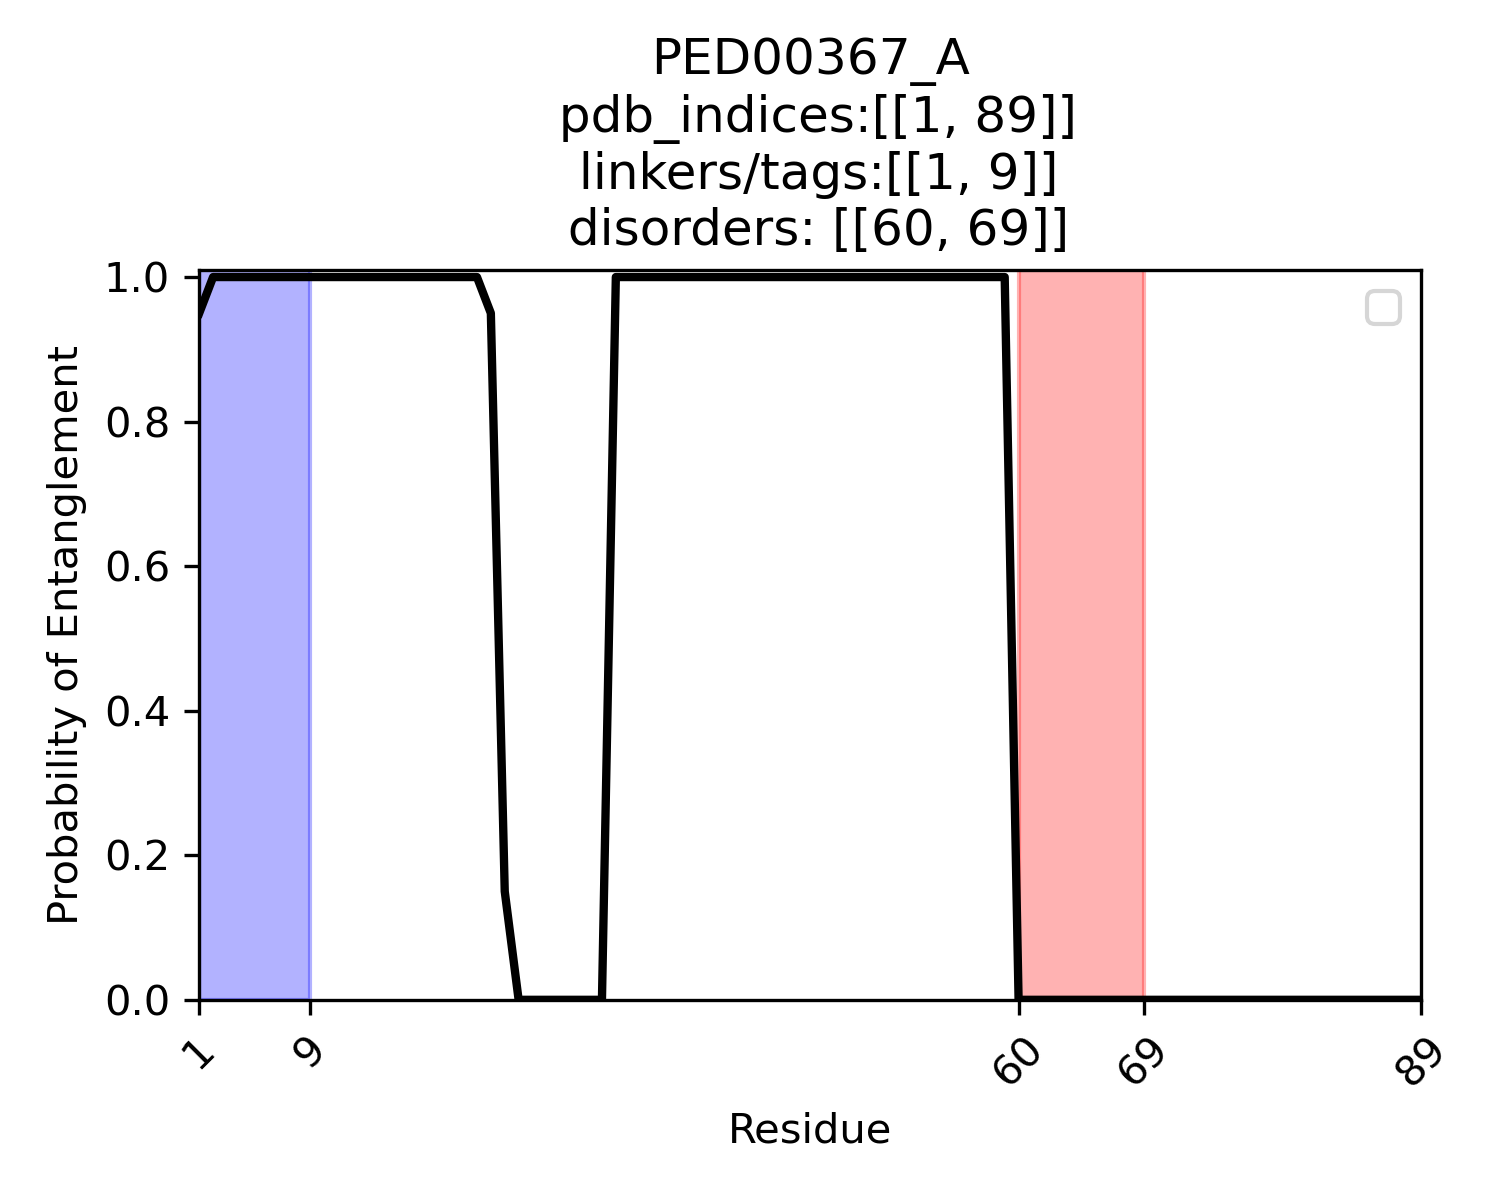 PED00367_A
pdb_indices:[[1, 89]]
linkers/tags:[[1, 9]]
disorders: [[60, 69]]
Probability of Entanglement
1.0
0.8
0.6
0.4
0.2
0.0
1
9
60
69
89
Residue